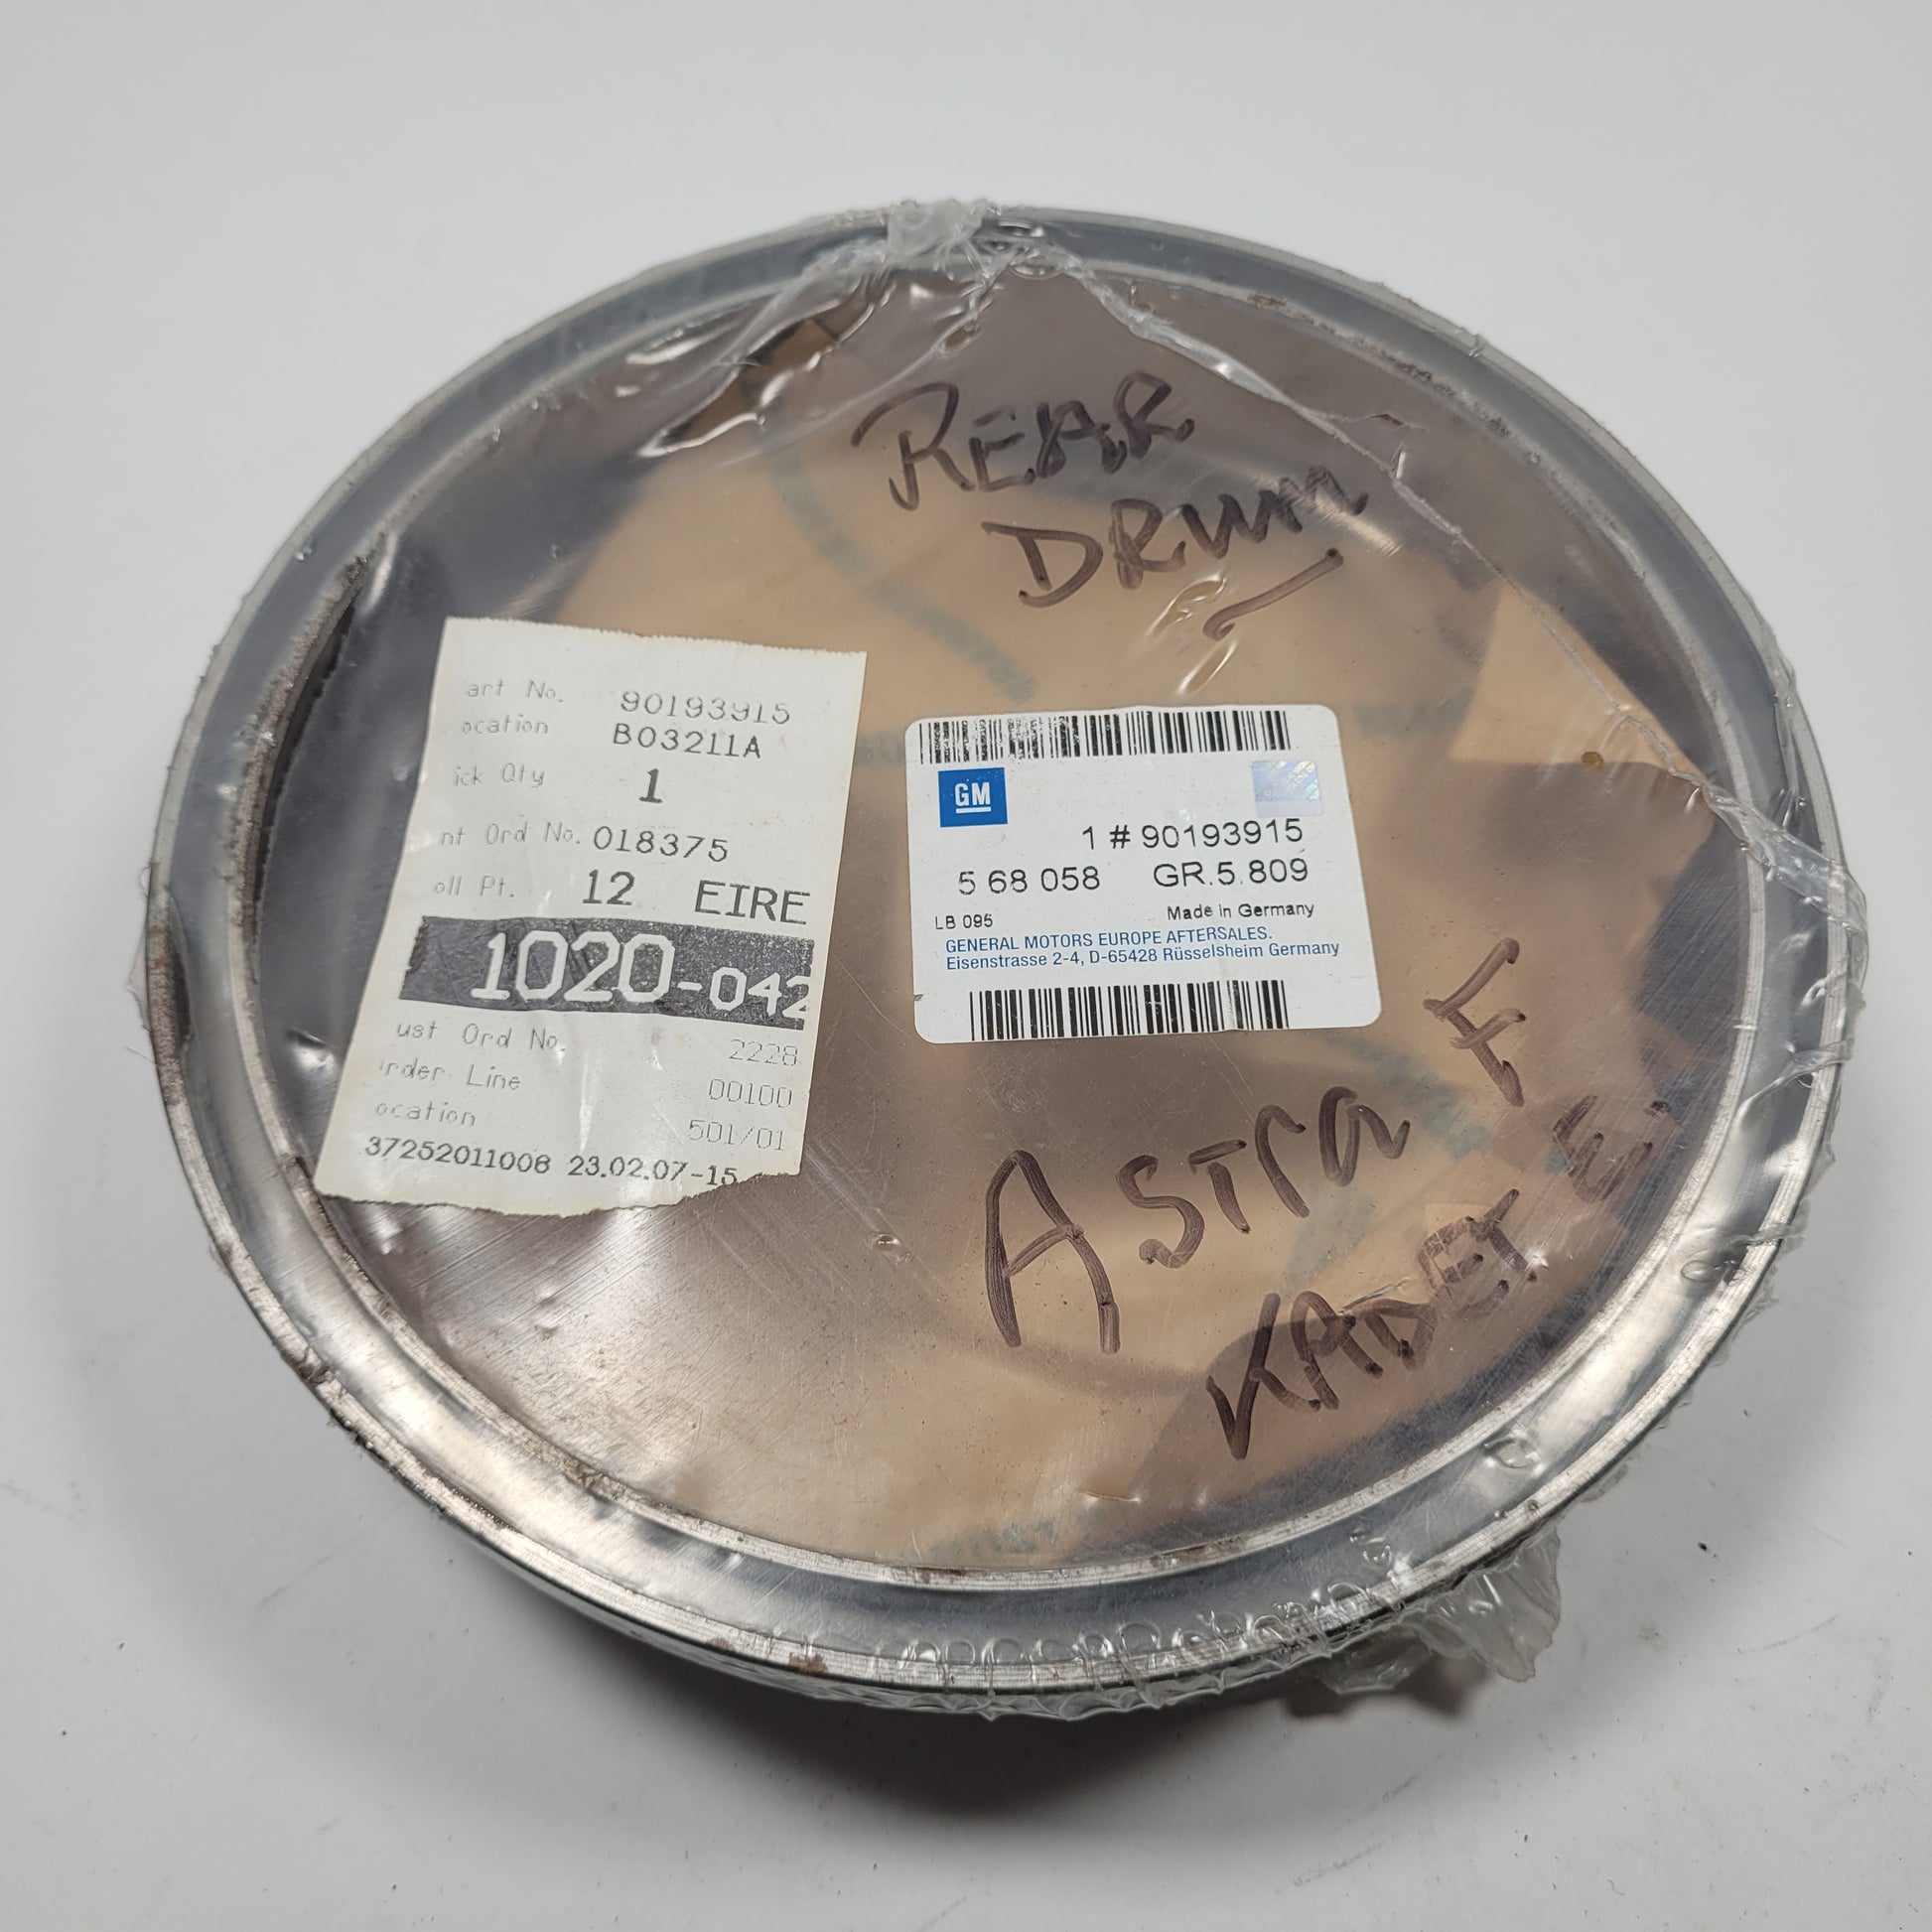 REAR
DRUM
art No. 90193915
ocation B03211A
ick Qty 1
nt Ord No. 018375
oll Pt. 12 EIRE
1020-042
ust Ord No. 2228
rder Line 00100
ocation 501/01
37252011008 23.02.07-15
GM
1 # 90193915
5 68 058 GR.5.809
LB 095 Made in Germany
GENERAL MOTORS EUROPE AFTERSALES.
Eisenstrasse 2-4, D-65428 Rüsselsheim Germany
Astra F
KADET E